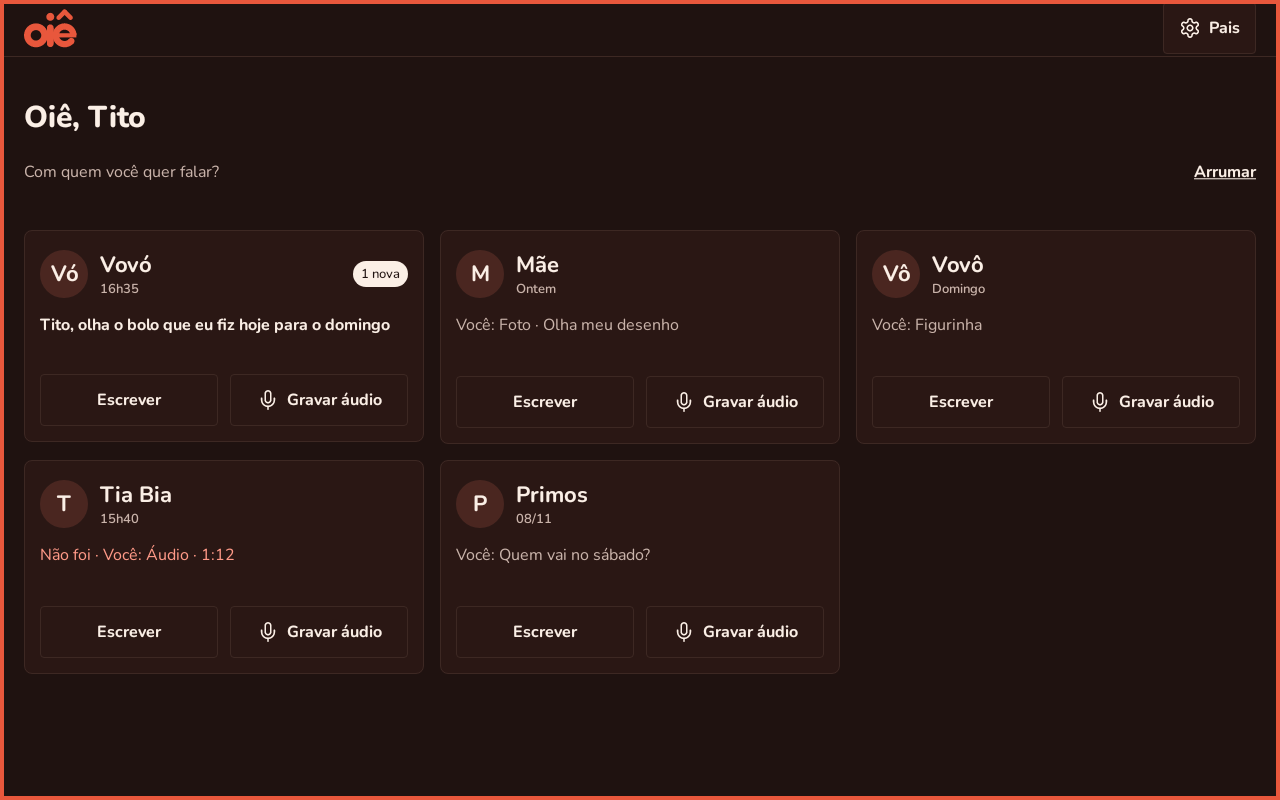 oiê
Pais
Oiê, Tito
Com quem você quer falar?
Arrumar
Vó
Vovó
16h35
1 nova
Tito, olha o bolo que eu fiz hoje para o domingo
Escrever
Gravar áudio
M
Mãe
Ontem
Você: Foto · Olha meu desenho
Escrever
Gravar áudio
Vô
Vovô
Domingo
Você: Figurinha
Escrever
Gravar áudio
T
Tia Bia
15h40
Não foi · Você: Áudio · 1:12
Escrever
Gravar áudio
P
Primos
08/11
Você: Quem vai no sábado?
Escrever
Gravar áudio